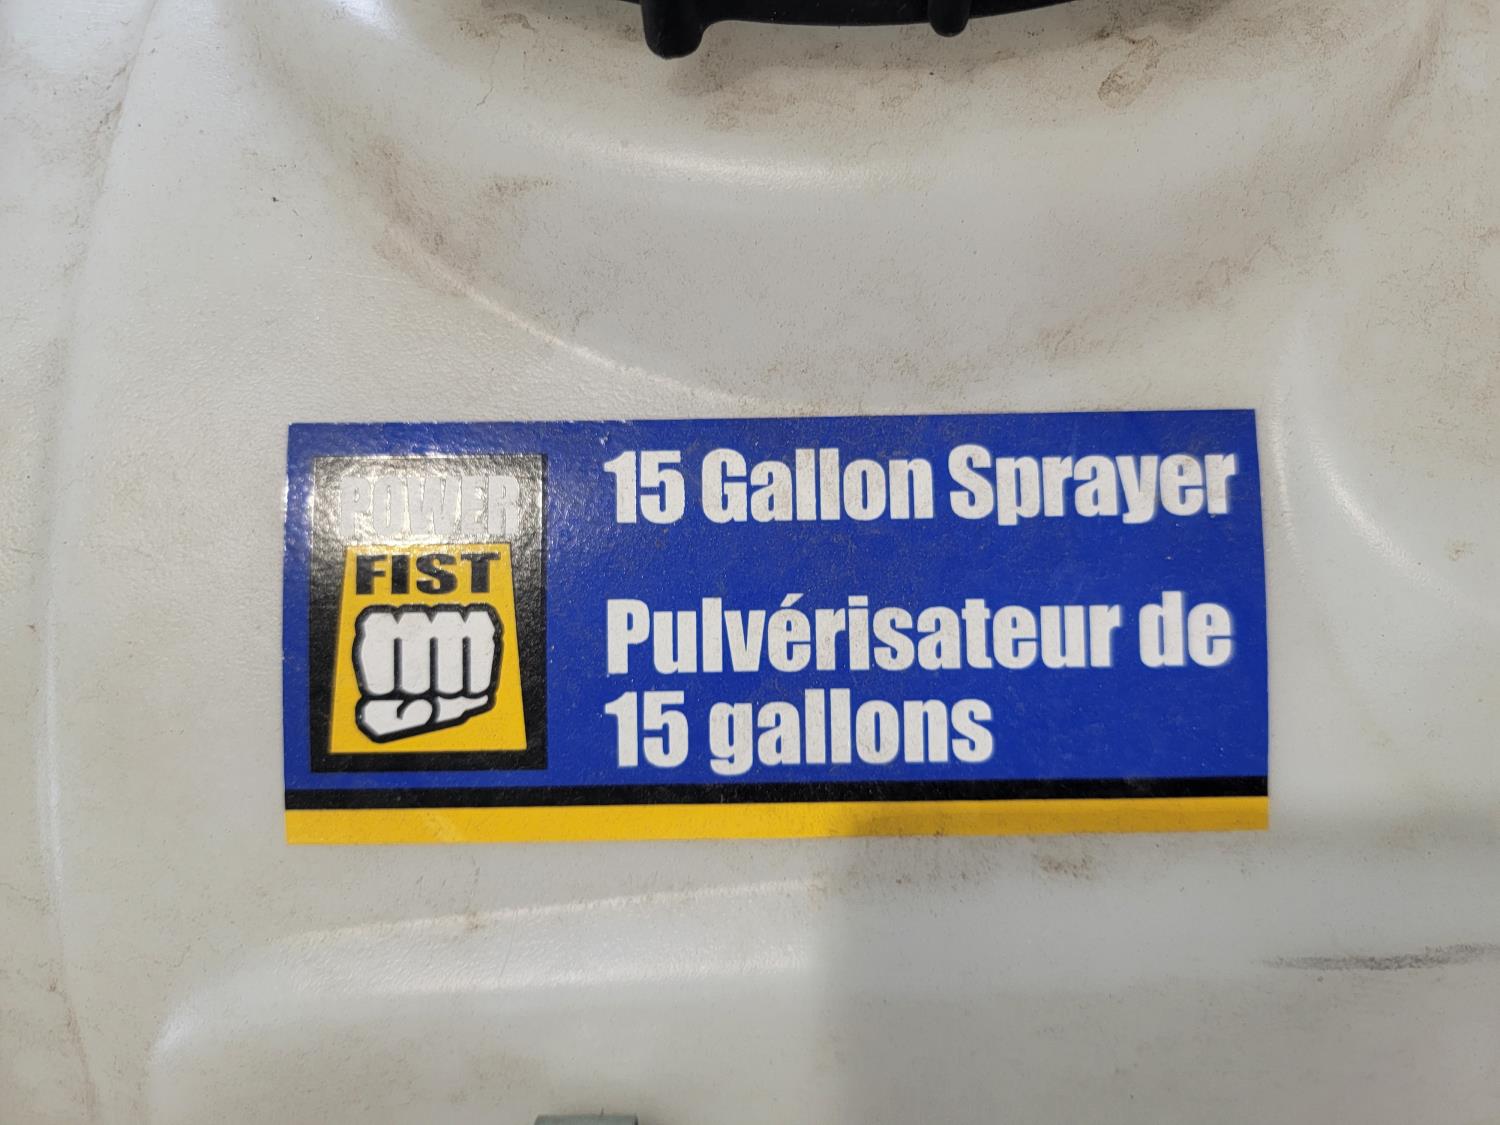 POWER
FIST
15 Gallon Sprayer
Pulvérisateur de
15 gallons